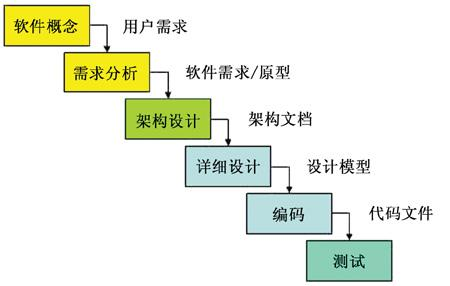 软件概念
用户需求
需求分析
软件需求/原型
架构设计
架构文档
详细设计
设计模型
编码
代码文件
测试